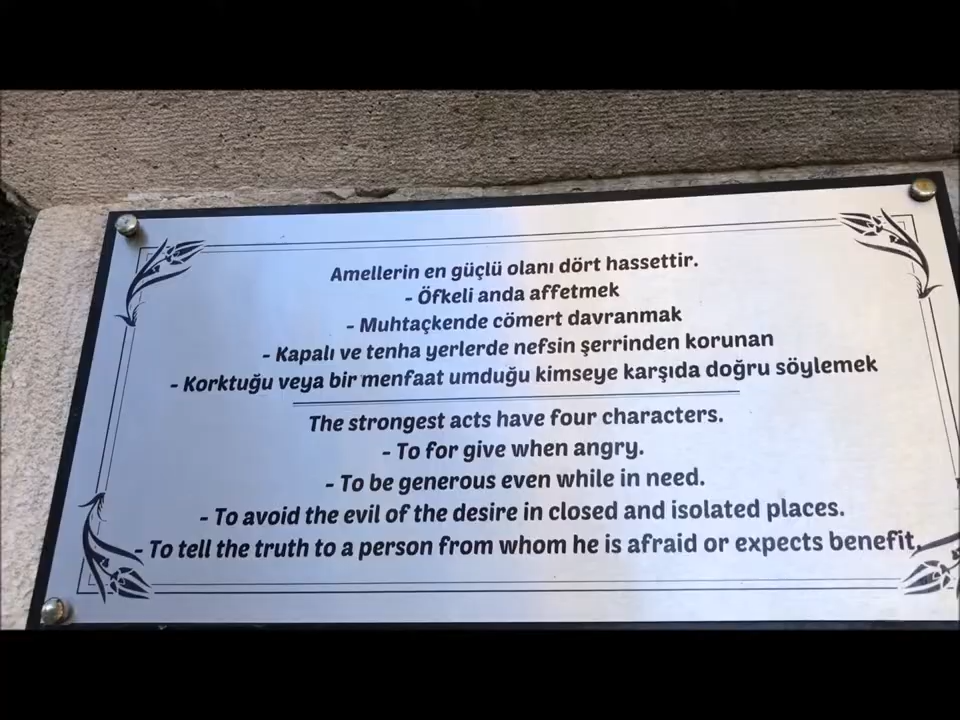 Amellerin en güçlü olanı dört hassettir.
- Öfkeli anda affetmek
- Muhtaçkende cömert davranmak
- Kapalı ve tenha yerlerde nefsin şerrinden korunan
- Korktuğu veya bir menfaat umduğu kimseye karşıda doğru söylemek
The strongest acts have four characters.
- To for give when angry.
- To be generous even while in need.
- To avoid the evil of the desire in closed and isolated places.
- To tell the truth to a person from whom he is afraid or expects benefit.